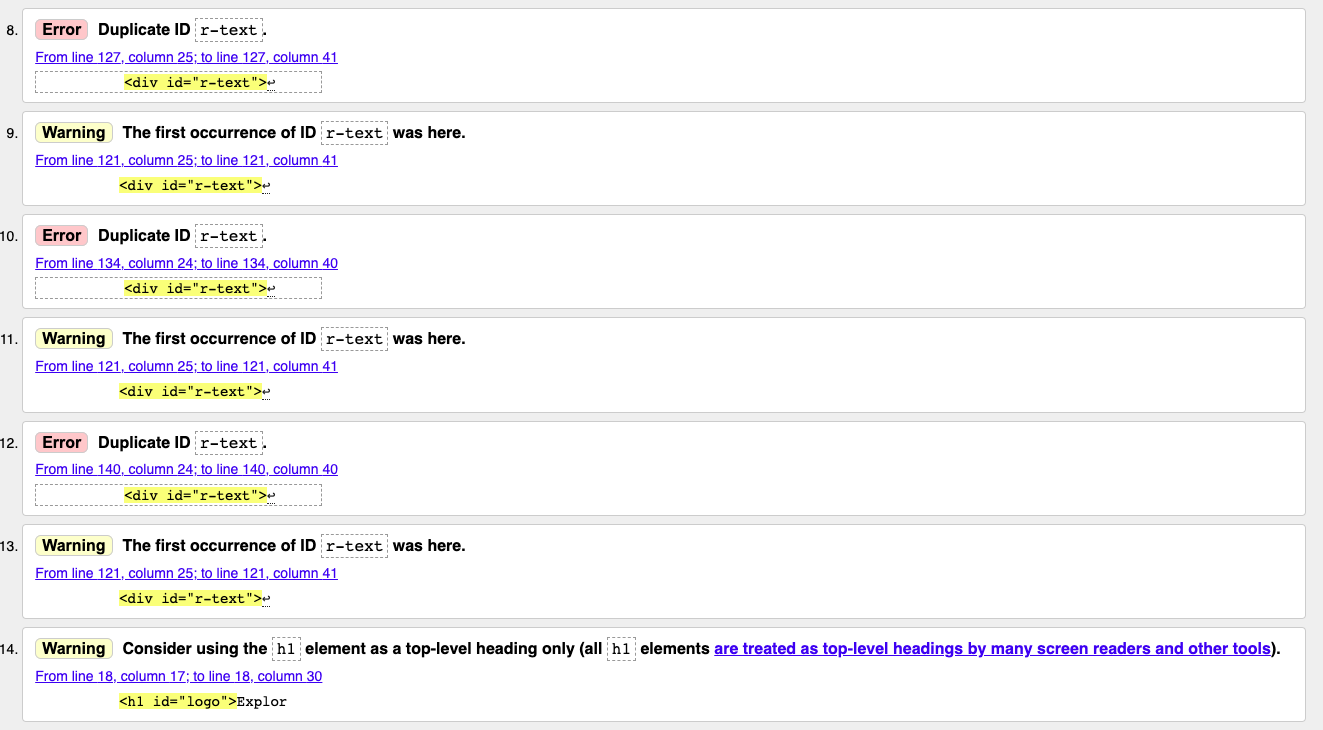 8. Error Duplicate ID r-text.
From line 127, column 25; to line 127, column 41
<div id="r-text">↩
9. Warning The first occurrence of ID r-text was here.
From line 121, column 25; to line 121, column 41
<div id="r-text">↩
10. Error Duplicate ID r-text.
From line 134, column 24; to line 134, column 40
<div id="r-text">↩
11. Warning The first occurrence of ID r-text was here.
From line 121, column 25; to line 121, column 41
<div id="r-text">↩
12. Error Duplicate ID r-text.
From line 140, column 24; to line 140, column 40
<div id="r-text">↩
13. Warning The first occurrence of ID r-text was here.
From line 121, column 25; to line 121, column 41
<div id="r-text">↩
14. Warning Consider using the h1 element as a top-level heading only (all h1 elements are treated as top-level headings by many screen readers and other tools).
From line 18, column 17; to line 18, column 30
<h1 id="logo">Explor